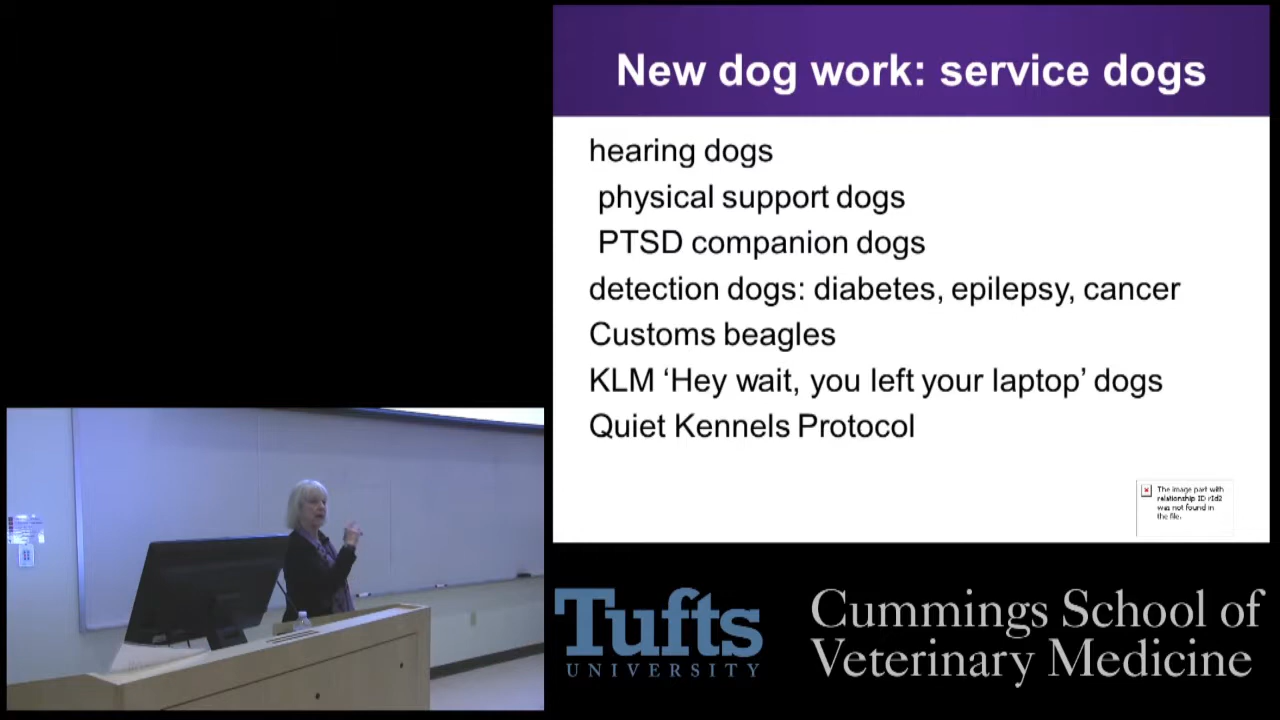 New dog work: service dogs
hearing dogs
physical support dogs
PTSD companion dogs
detection dogs: diabetes, epilepsy, cancer
Customs beagles
KLM ‘Hey wait, you left your laptop’ dogs
Quiet Kennels Protocol
The image part with
relationship ID rId2
was not found in
the file.
Tufts
UNIVERSITY
Cummings School of
Veterinary Medicine